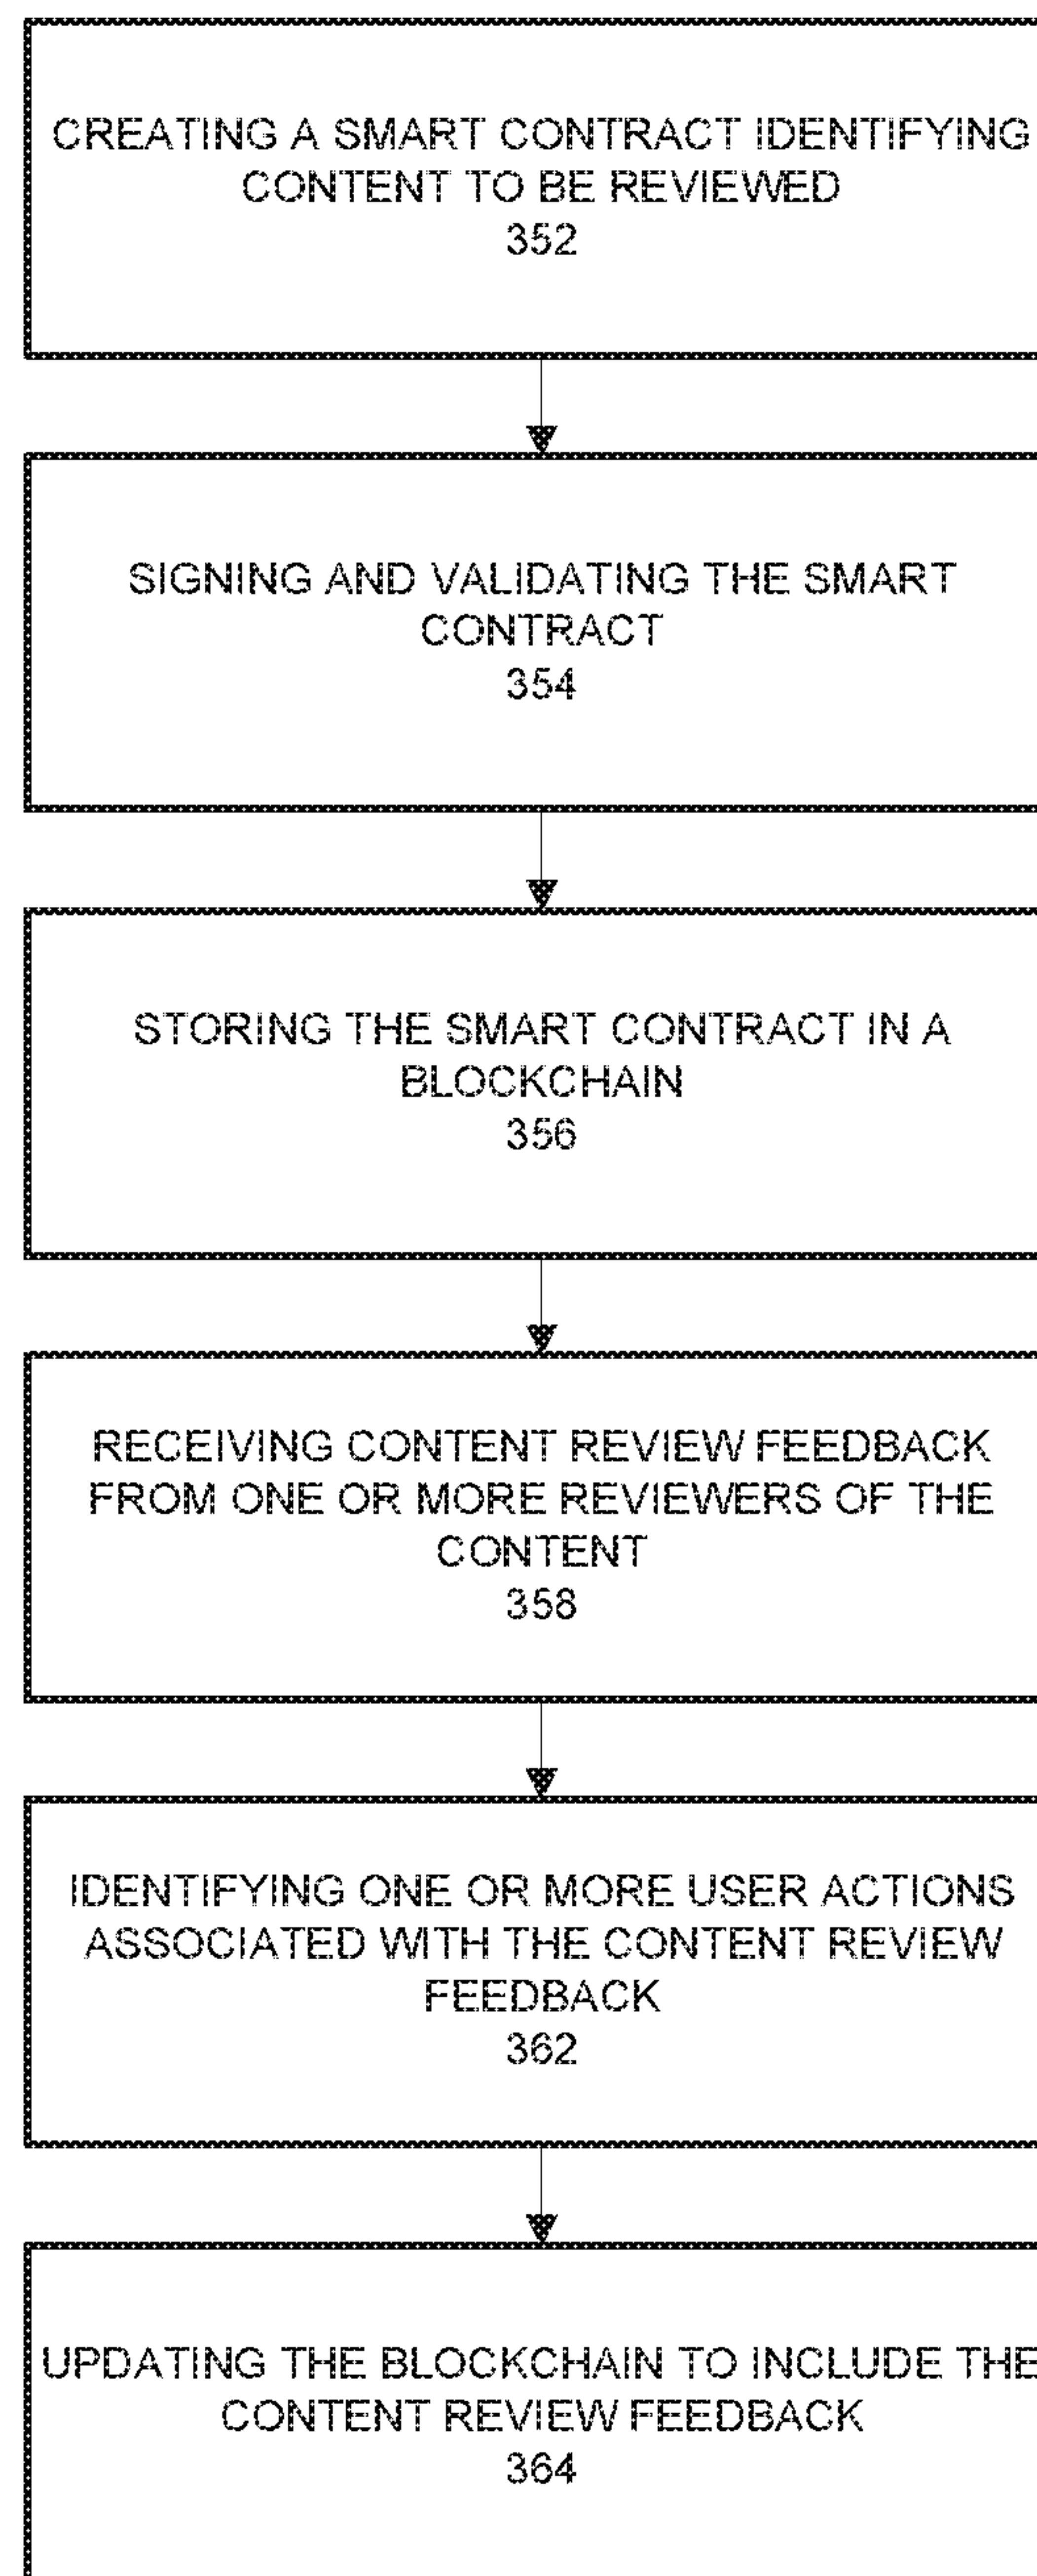 CREATING A SMART CONTRACT IDENTIFYING
CONTENT TO BE REVIEWED
352
SIGNING AND VALIDATING THE SMART
CONTRACT
354
STORING THE SMART CONTRACT IN A
BLOCKCHAIN
356
RECEIVING CONTENT REVIEW FEEDBACK
FROM ONE OR MORE REVIEWERS OF THE
CONTENT
358
IDENTIFYING ONE OR MORE USER ACTIONS
ASSOCIATED WITH THE CONTENT REVIEW
FEEDBACK
362
UPDATING THE BLOCKCHAIN TO INCLUDE THE
CONTENT REVIEW FEEDBACK
364